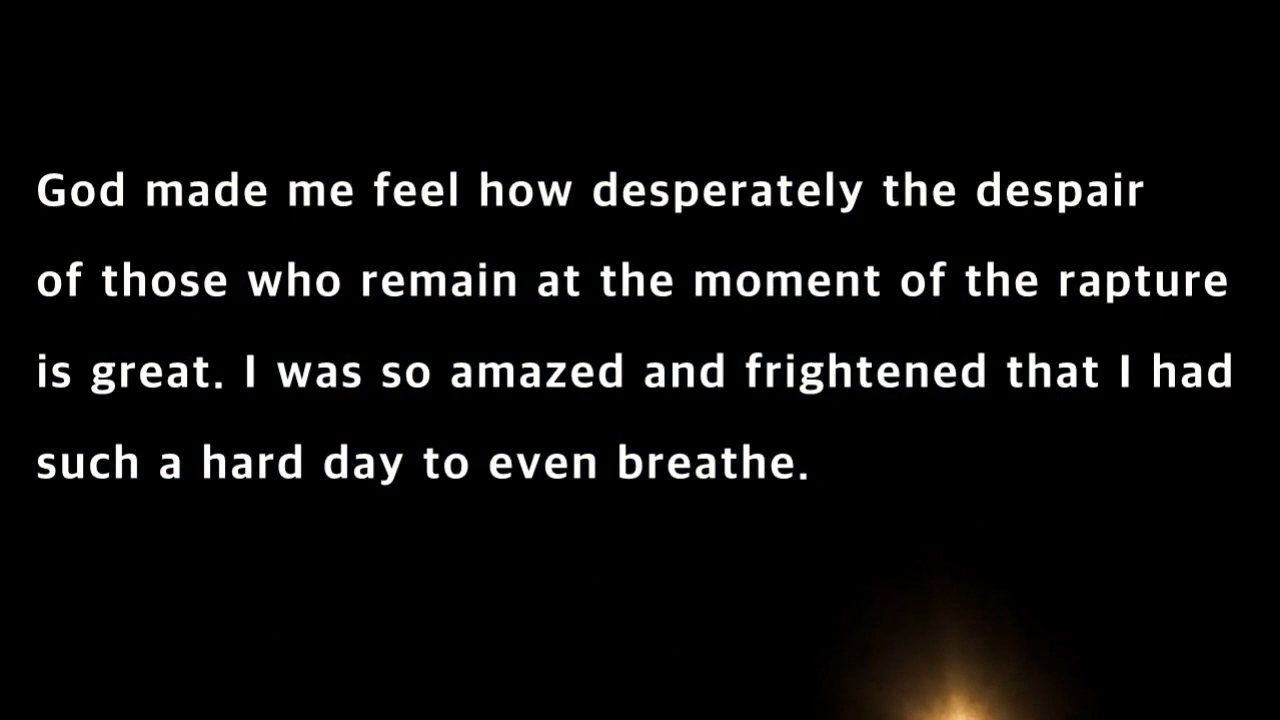 God made me feel how desperately the despair
of those who remain at the moment of the rapture
is great. I was so amazed and frightened that I had
such a hard day to even breathe.